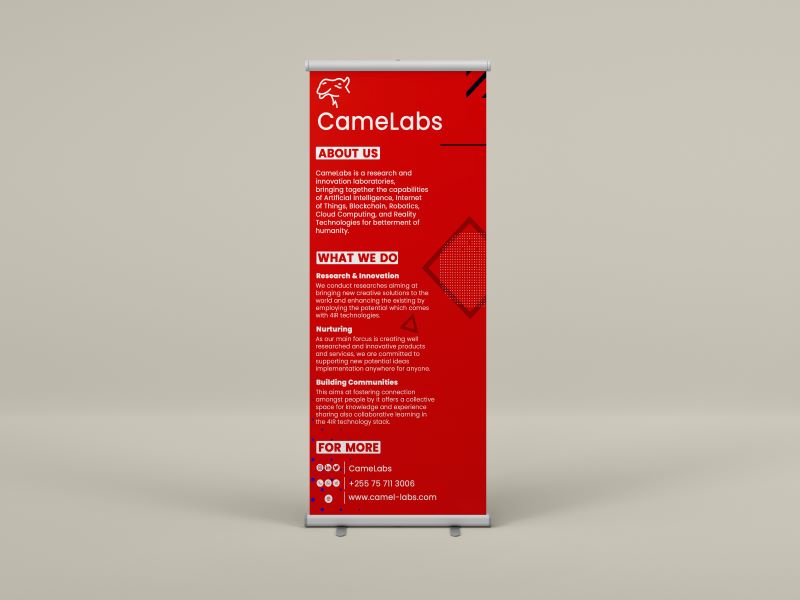 CameLabs
ABOUT US
CameLabs is a research and
innovation laboratories,
bringing together the capabilities
of Artificial Intelligence, Internet
of Things, Blockchain, Robotics,
Cloud Computing, and Reality
Technologies for betterment of
humanity.
WHAT WE DO
Research & Innovation
We conduct researches aiming at
bringing new creative solutions to the
world and enhancing the existing by
employing the potential which comes
with 4IR technologies.
Nurturing
As our main forcus is creating well
researched and innovative products
and services, we are committed to
supporting new potential ideas
implementation anywhere for anyone.
Building Communities
This aims at fostering connection
amongst people by it offers a collective
space for knowledge and experience
sharing also collaborative learning in
the 4IR technology stack.
FOR MORE
CameLabs
+255 75 711 3006
www.camel-labs.com